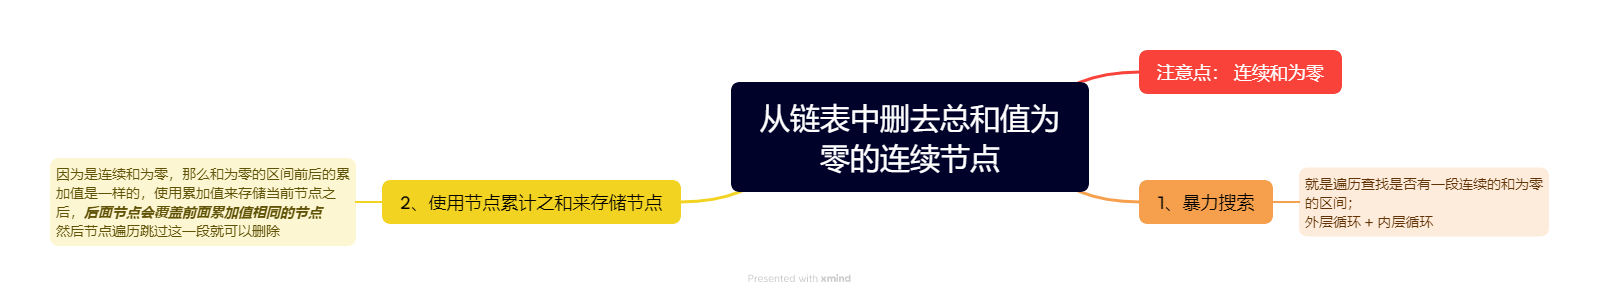 从链表中删去总和值为
零的连续节点
注意点： 连续和为零
1、暴力搜索
就是遍历查找是否有一段连续的和为零
的区间；
外层循环 + 内层循环
2、使用节点累计之和来存储节点
因为是连续和为零，那么和为零的区间前后的累
加值是一样的，使用累加值来存储当前节点之
后，后面节点会覆盖前面累加值相同的节点
然后节点遍历跳过这一段就可以删除
Presented with xmind